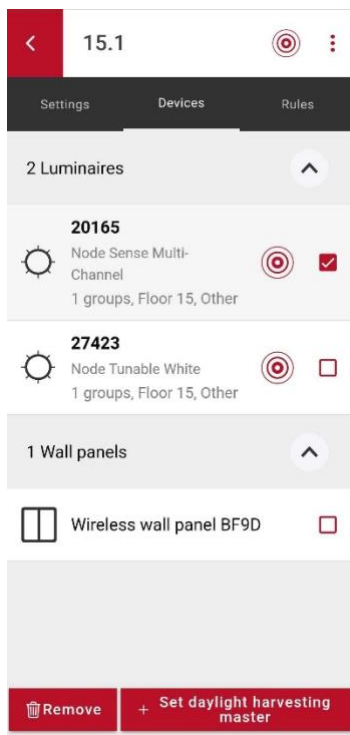 15.1
Settings Devices Rules
2 Luminaires
20165
Node Sense Multi-
Channel
1 groups, Floor 15, Other
27423
Node Tunable White
1 groups, Floor 15, Other
1 Wall panels
Wireless wall panel BF9D
Remove
+ Set daylight harvesting
master